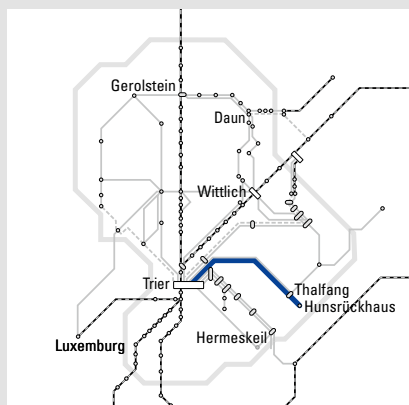 Gerolstein
Daun
Wittlich
Trier
Thalfang
Hunsrückhaus
Hermeskeil
Luxemburg